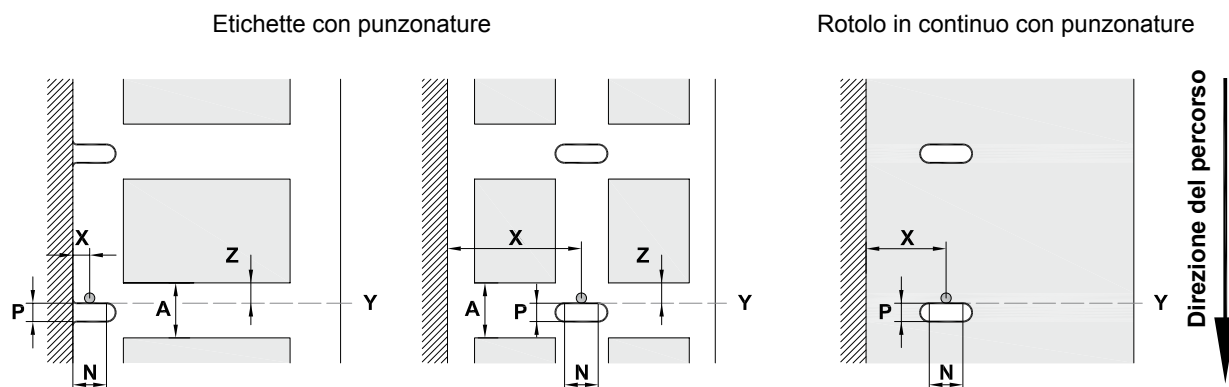 Etichette con punzonature
Rotolo in continuo con punzonature
X
Z
P
A
Y
N
X
Z
A
P
Y
N
X
P
Y
N
Direzione del percorso